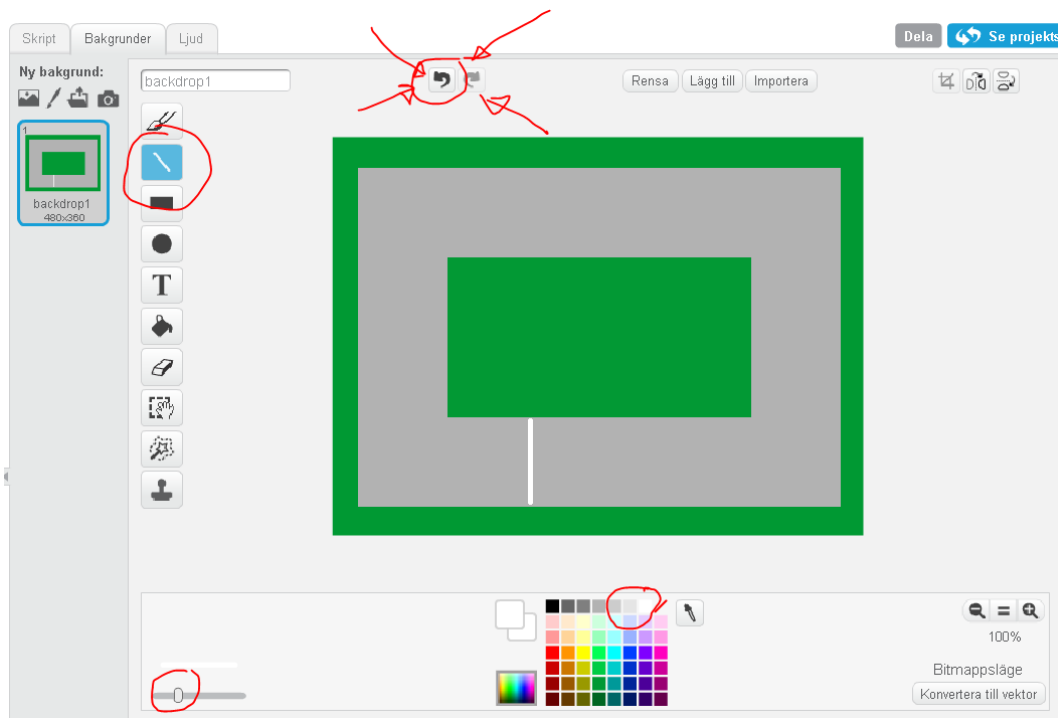 Skript
Bakgrunder
Ljud
Dela
Se projekts
Ny bakgrund:
backdrop1
Rensa
Lägg till
Importera
1
backdrop1
480x360
T
100%
Bitmappsläge
Konvertera till vektor